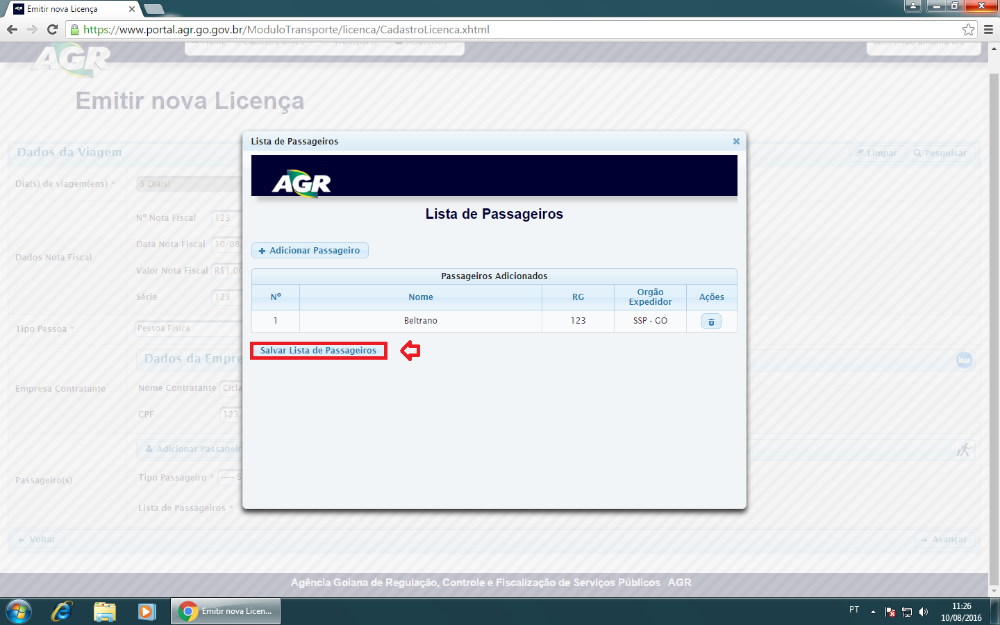 Emitir nova Licença
https://www.portal.agr.go.gov.br/ModuloTransporte/licenca/CadastroLicenca.xhtml
AGR
Home Cadastro Único Transporte Relatórios
Emitir nova Licença
Dados da Viagem
Limpar Pesquisar
Dia(s) de viagem(ens) * 5 Dia(s)
Dados Nota Fiscal
Nº Nota Fiscal 123
Data Nota Fiscal 10/08/
Valor Nota Fiscal R$1.00
Série 123
Tipo Pessoa * Pessoa Física
Empresa Contratante
Dados da Empre
Nome Contratante Cicla
CPF 123.
Passageiro(s)
Adicionar Passageir
Tipo Passageiro * ----- S
Lista de Passageiros *
Voltar
Avançar
Lista de Passageiros
AGR
Lista de Passageiros
Adicionar Passageiro
Passageiros Adicionados
Nº Nome RG Orgão Expedidor Ações
1 Beltrano 123 SSP - GO
Salvar Lista de Passageiros
Agência Goiana de Regulação, Controle e Fiscalização de Serviços Públicos AGR
Emitir nova Licen...
PT
11:26
10/08/2016